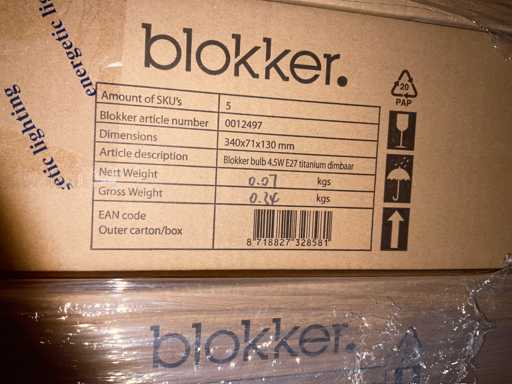 energetic lighting
blokker.
20
PAP
Amount of SKU's 5
Blokker article number 0012497
Dimensions 340x71x130 mm
Article description Blokker bulb 4.5W E27 titanium dimbaar
Nett Weight 0.07 kgs
Gross Weight 0.34 kgs
EAN code
Outer carton/box
8 718827 328581
getic lighting
blokker.